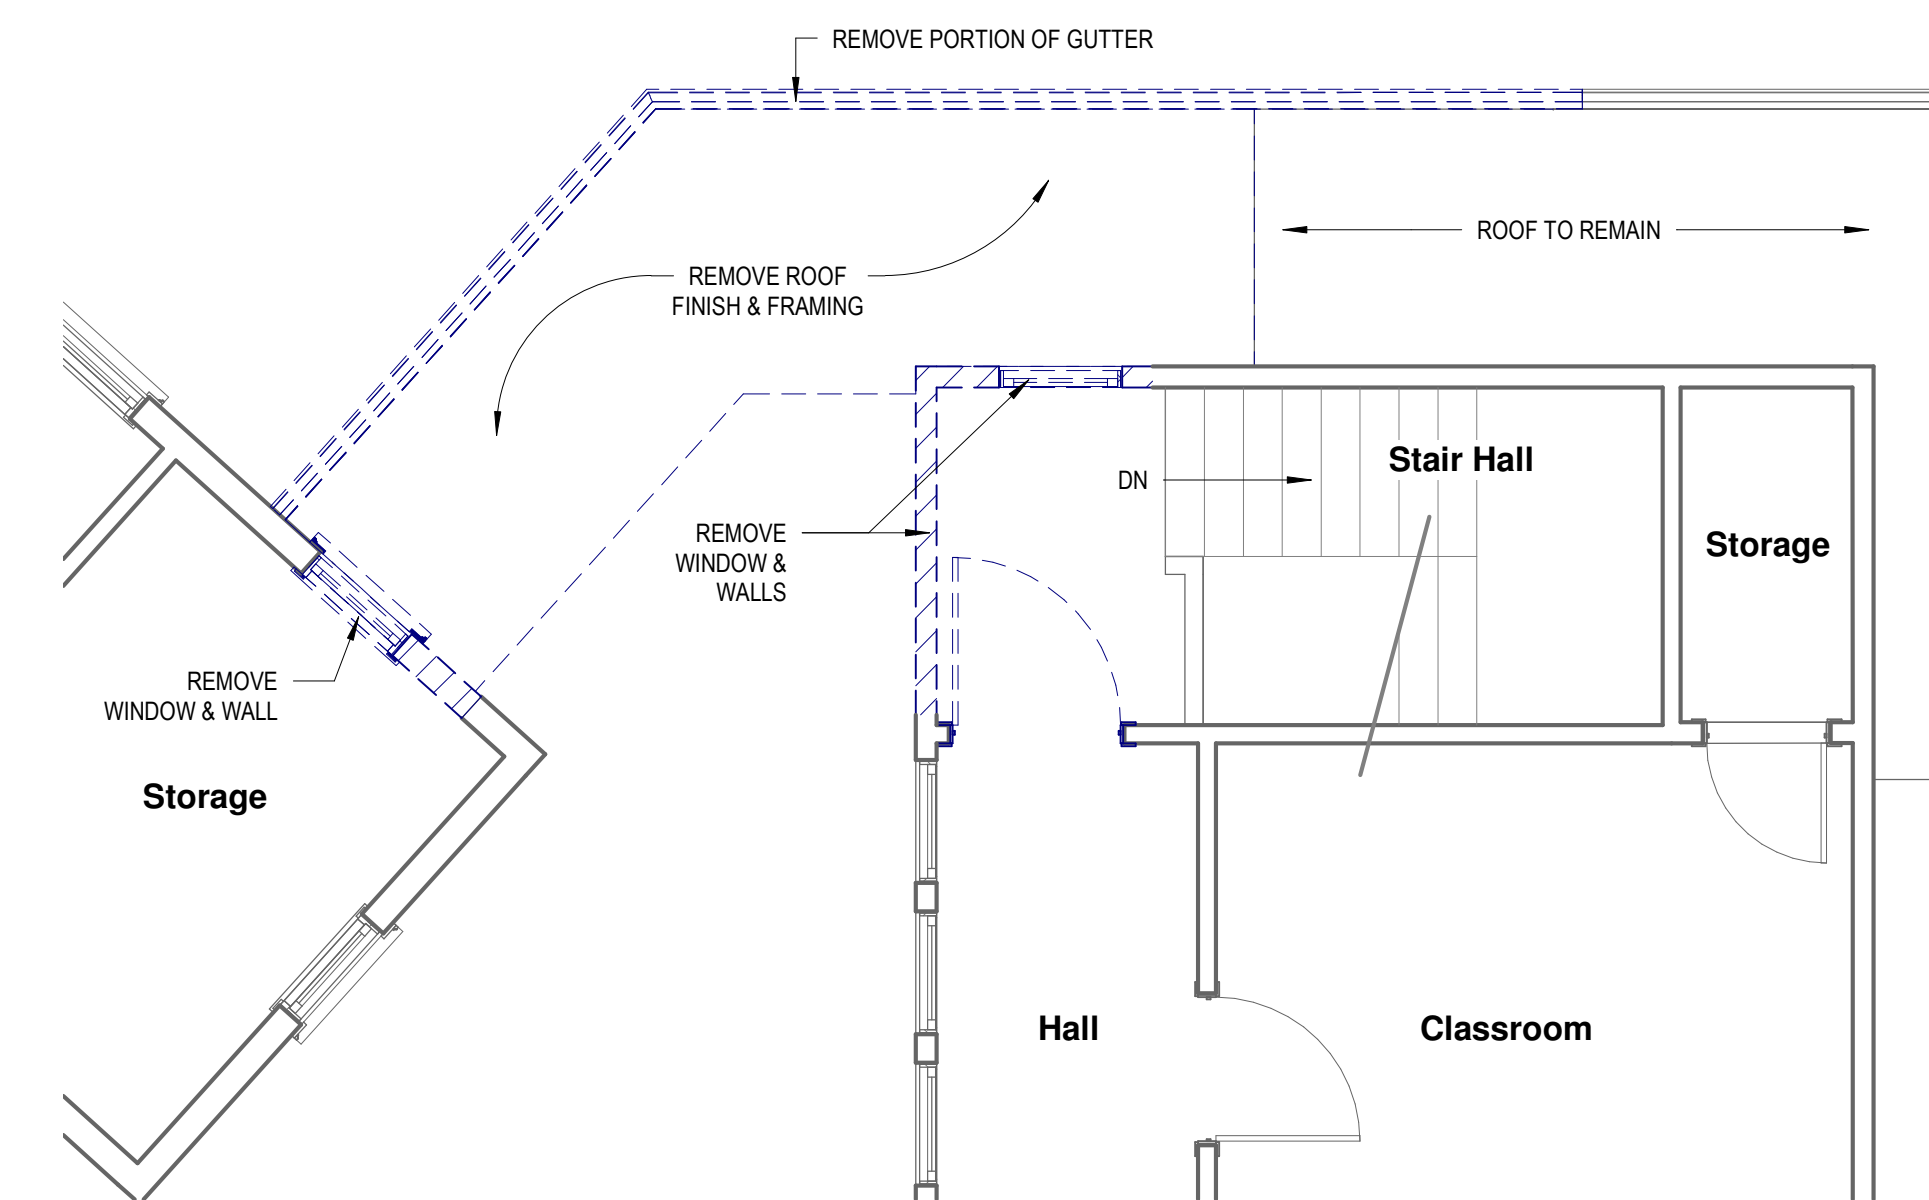 REMOVE PORTION OF GUTTER
ROOF TO REMAIN
REMOVE ROOF
FINISH & FRAMING
Stair Hall
DN
REMOVE
WINDOW &
WALLS
Storage
REMOVE
WINDOW & WALL
Storage
Hall
Classroom